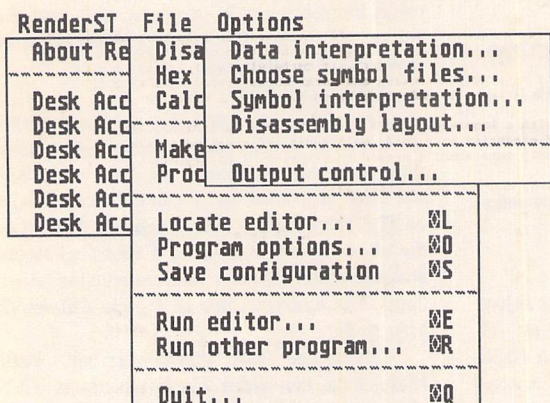 RenderST File Options
About Re
Desk Acc
Desk Acc
Desk Acc
Desk Acc
Desk Acc
Desk Acc
Disa
Hex
Calc
Make
Proc
Locate editor... L
Program options... O
Save configuration S
Run editor... E
Run other program... R
Quit... Q
Data interpretation...
Choose symbol files...
Symbol interpretation...
Disassembly layout...
Output control...